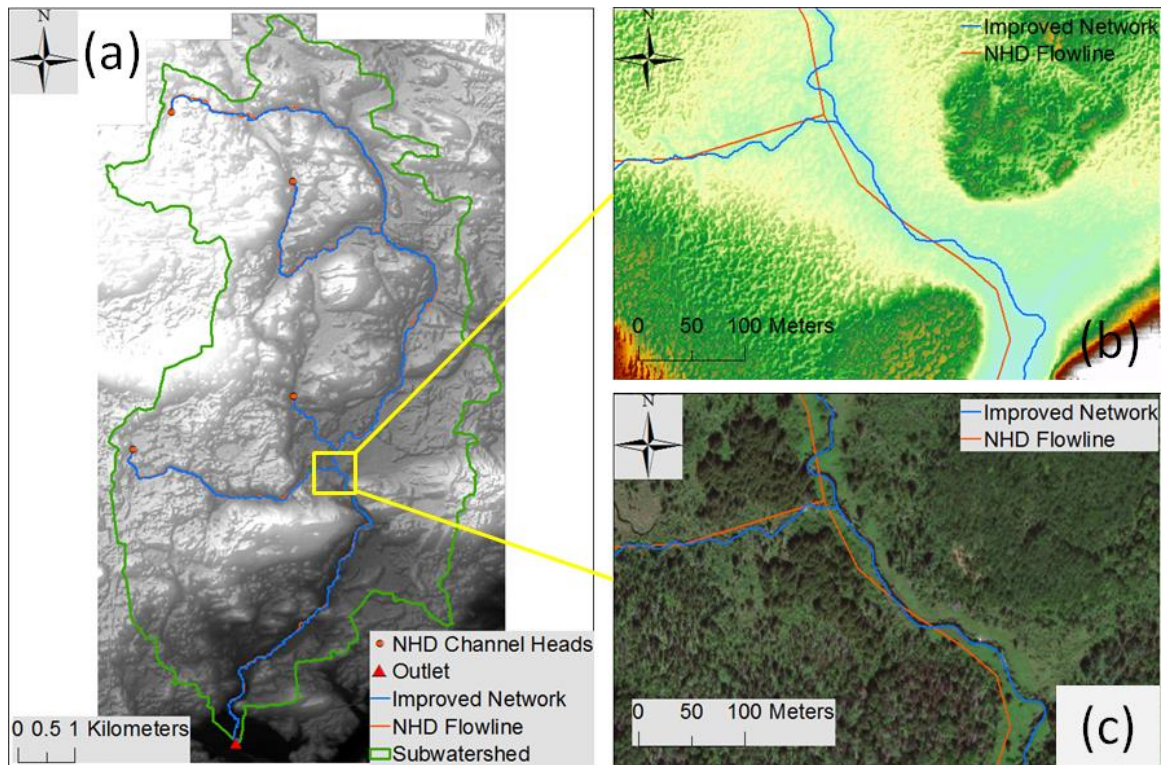 N
(a)
NHD Channel Heads
Outlet
Improved Network
NHD Flowline
Subwatershed
0 0.5 1 Kilometers
N
Improved Network
NHD Flowline
0 50 100 Meters
(b)
N
Improved Network
NHD Flowline
0 50 100 Meters
(c)